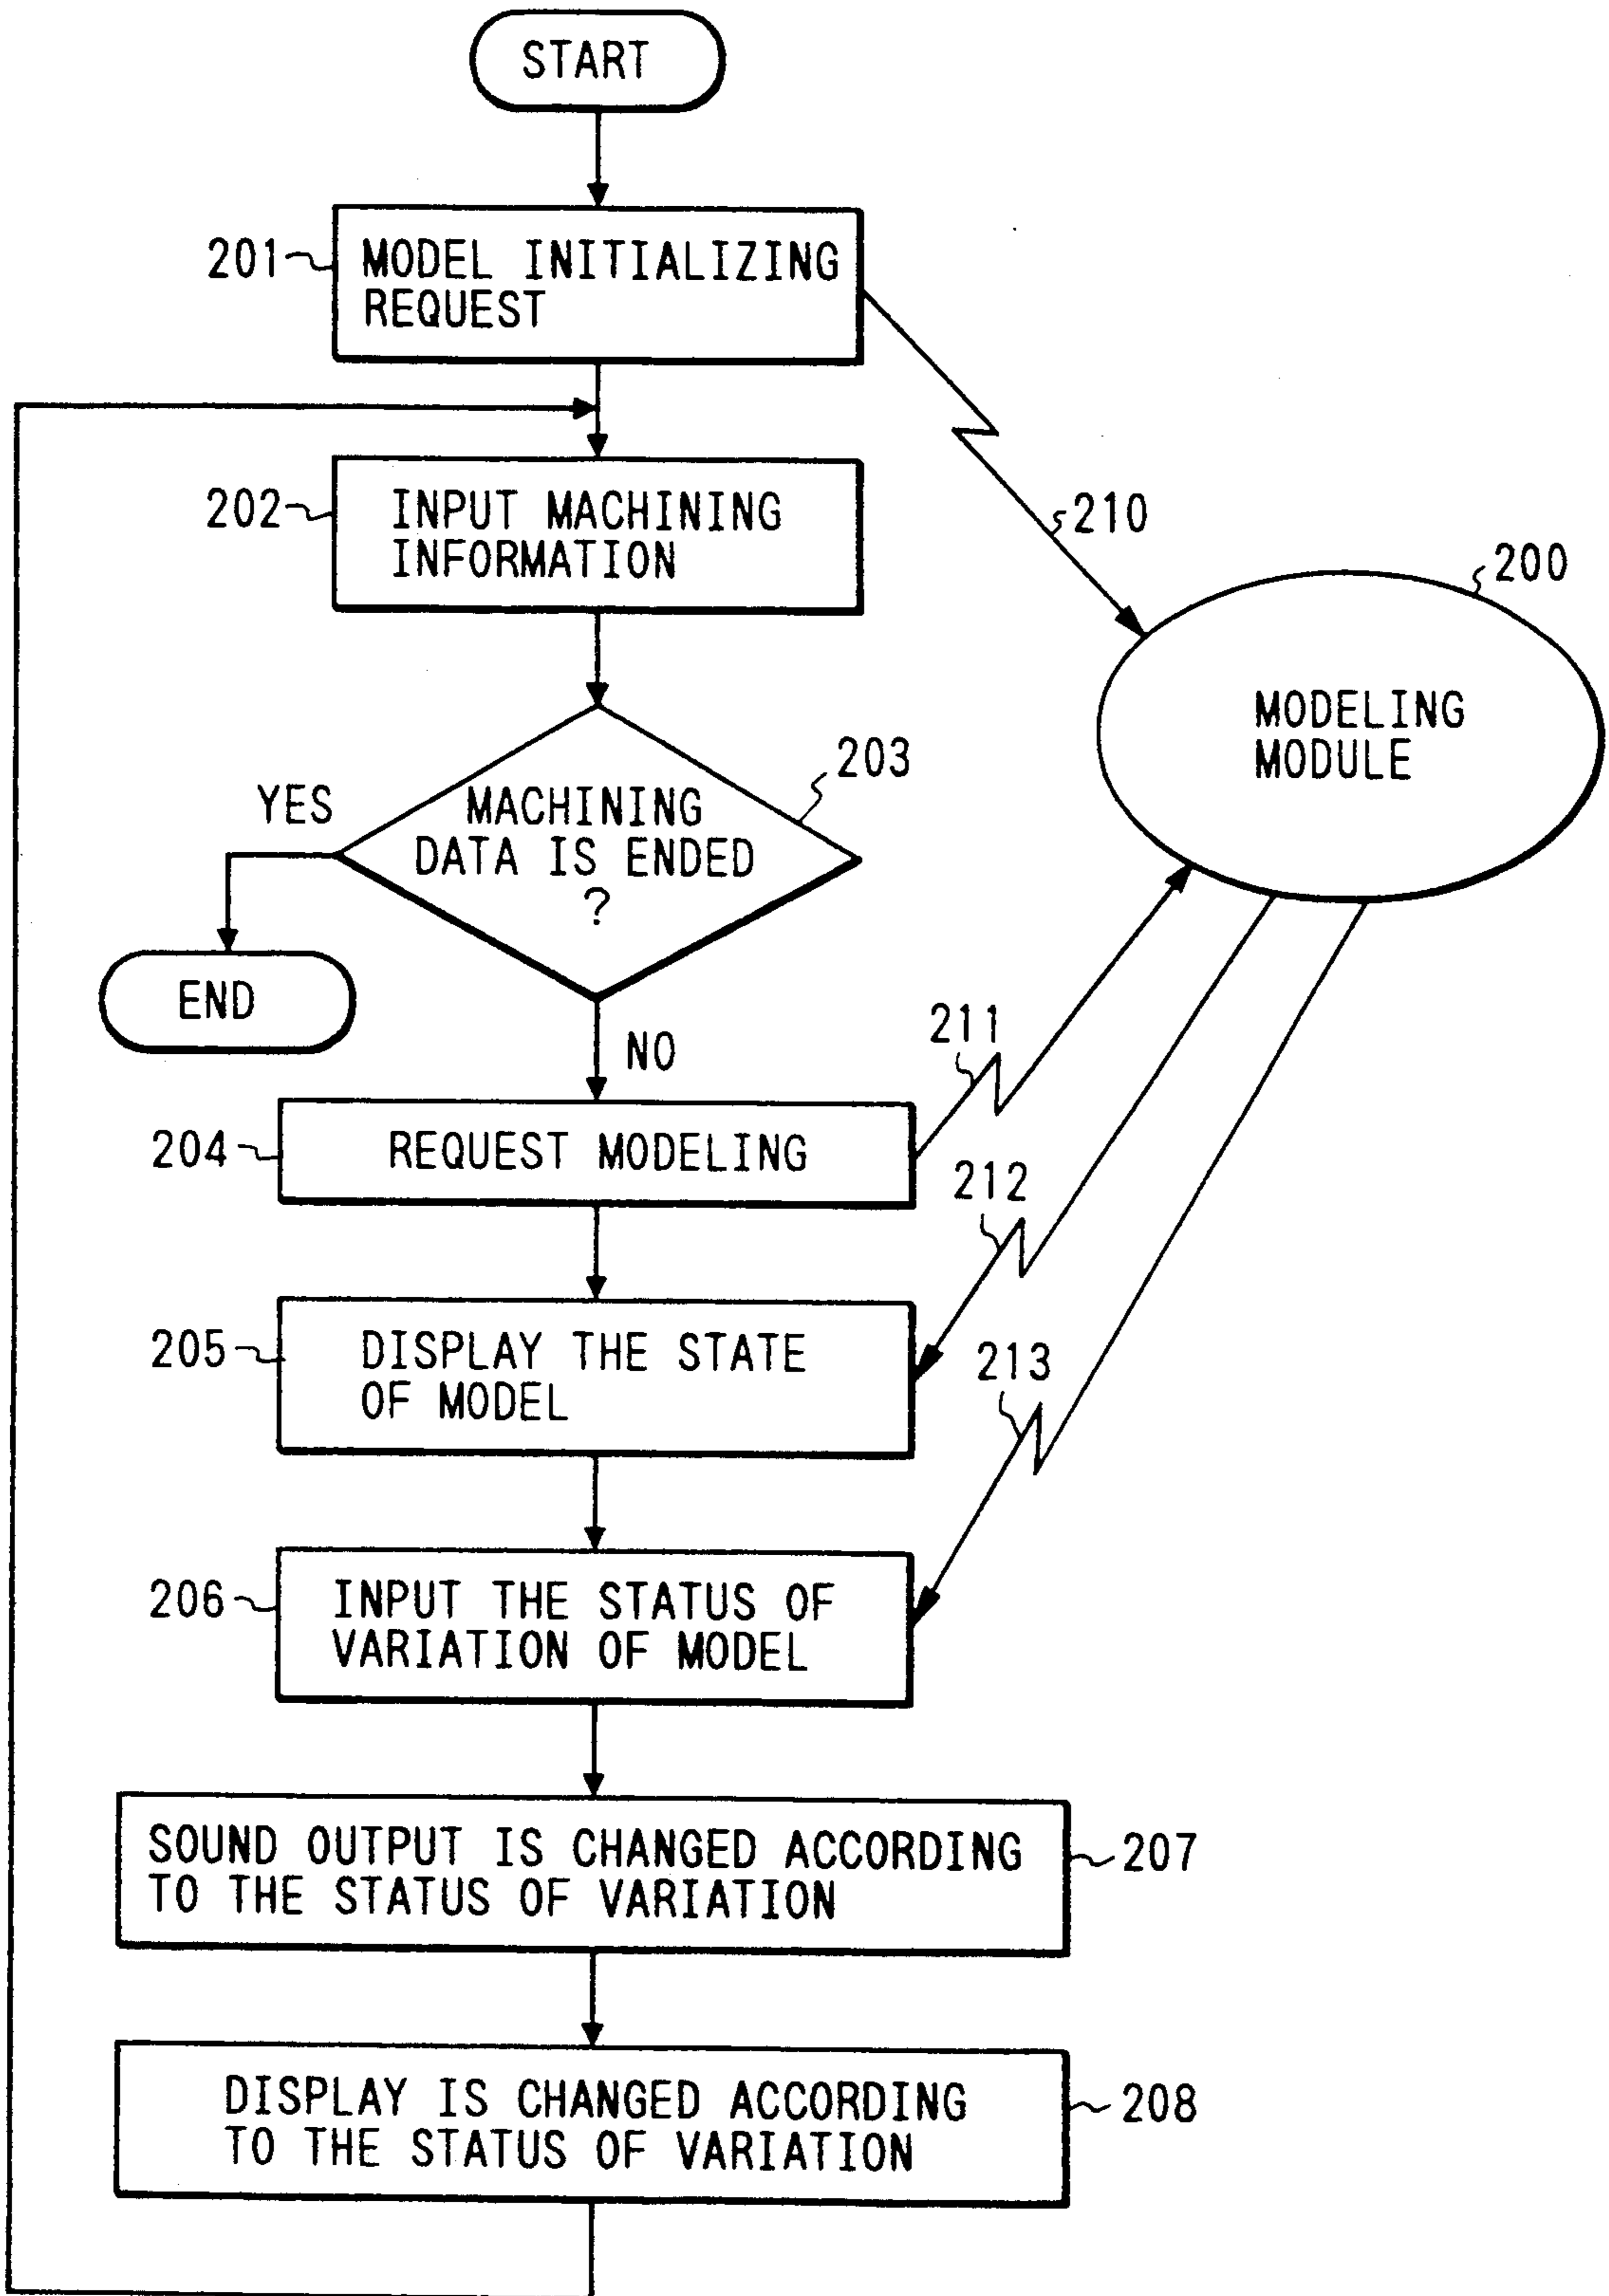 START
201
MODEL INITIALIZING
REQUEST
202
INPUT MACHINING
INFORMATION
210
200
MODELING
MODULE
203
YES
MACHINING
DATA IS ENDED
?
END
NO
211
204
REQUEST MODELING
212
205
DISPLAY THE STATE
OF MODEL
213
206
INPUT THE STATUS OF
VARIATION OF MODEL
SOUND OUTPUT IS CHANGED ACCORDING
TO THE STATUS OF VARIATION
207
DISPLAY IS CHANGED ACCORDING
TO THE STATUS OF VARIATION
208